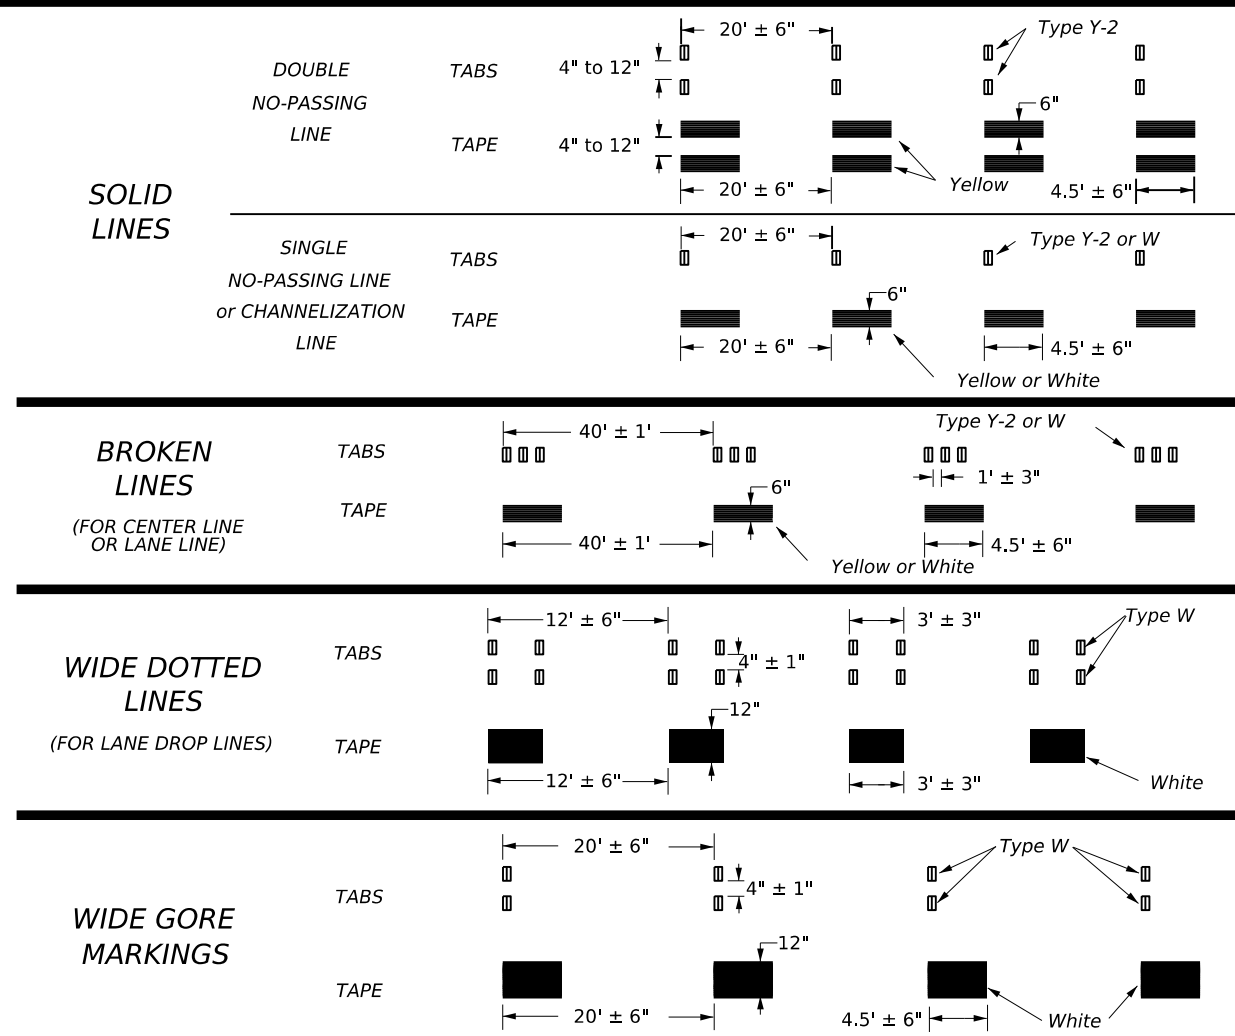 SOLID
LINES
DOUBLE
NO-PASSING
LINE
TABS
4" to 12"
20' ± 6"
Type Y-2
TAPE
4" to 12"
6"
Yellow
20' ± 6"
4.5' ± 6"
SINGLE
NO-PASSING LINE
or CHANNELIZATION
LINE
TABS
20' ± 6"
Type Y-2 or W
TAPE
6"
20' ± 6"
4.5' ± 6"
Yellow or White
BROKEN
LINES
(FOR CENTER LINE
OR LANE LINE)
TABS
40' ± 1'
Type Y-2 or W
1' ± 3"
TAPE
6"
40' ± 1'
4.5' ± 6"
Yellow or White
WIDE DOTTED
LINES
(FOR LANE DROP LINES)
TABS
12' ± 6"
3' ± 3"
Type W
4" ± 1"
TAPE
12"
12' ± 6"
3' ± 3"
White
WIDE GORE
MARKINGS
TABS
20' ± 6"
Type W
4" ± 1"
TAPE
12"
20' ± 6"
4.5' ± 6"
White